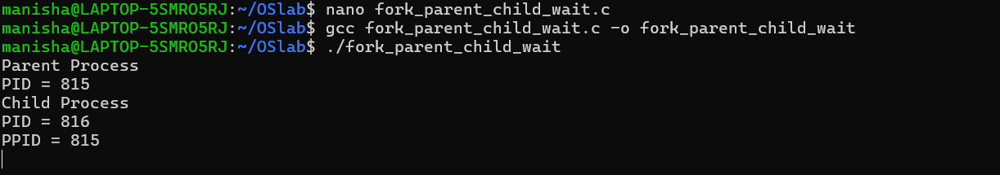 manisha@LAPTOP-5SMRO5RJ:~/OSlab$ nano fork_parent_child_wait.c
manisha@LAPTOP-5SMRO5RJ:~/OSlab$ gcc fork_parent_child_wait.c -o fork_parent_child_wait
manisha@LAPTOP-5SMRO5RJ:~/OSlab$ ./fork_parent_child_wait
Parent Process
PID = 815
Child Process
PID = 816
PPID = 815